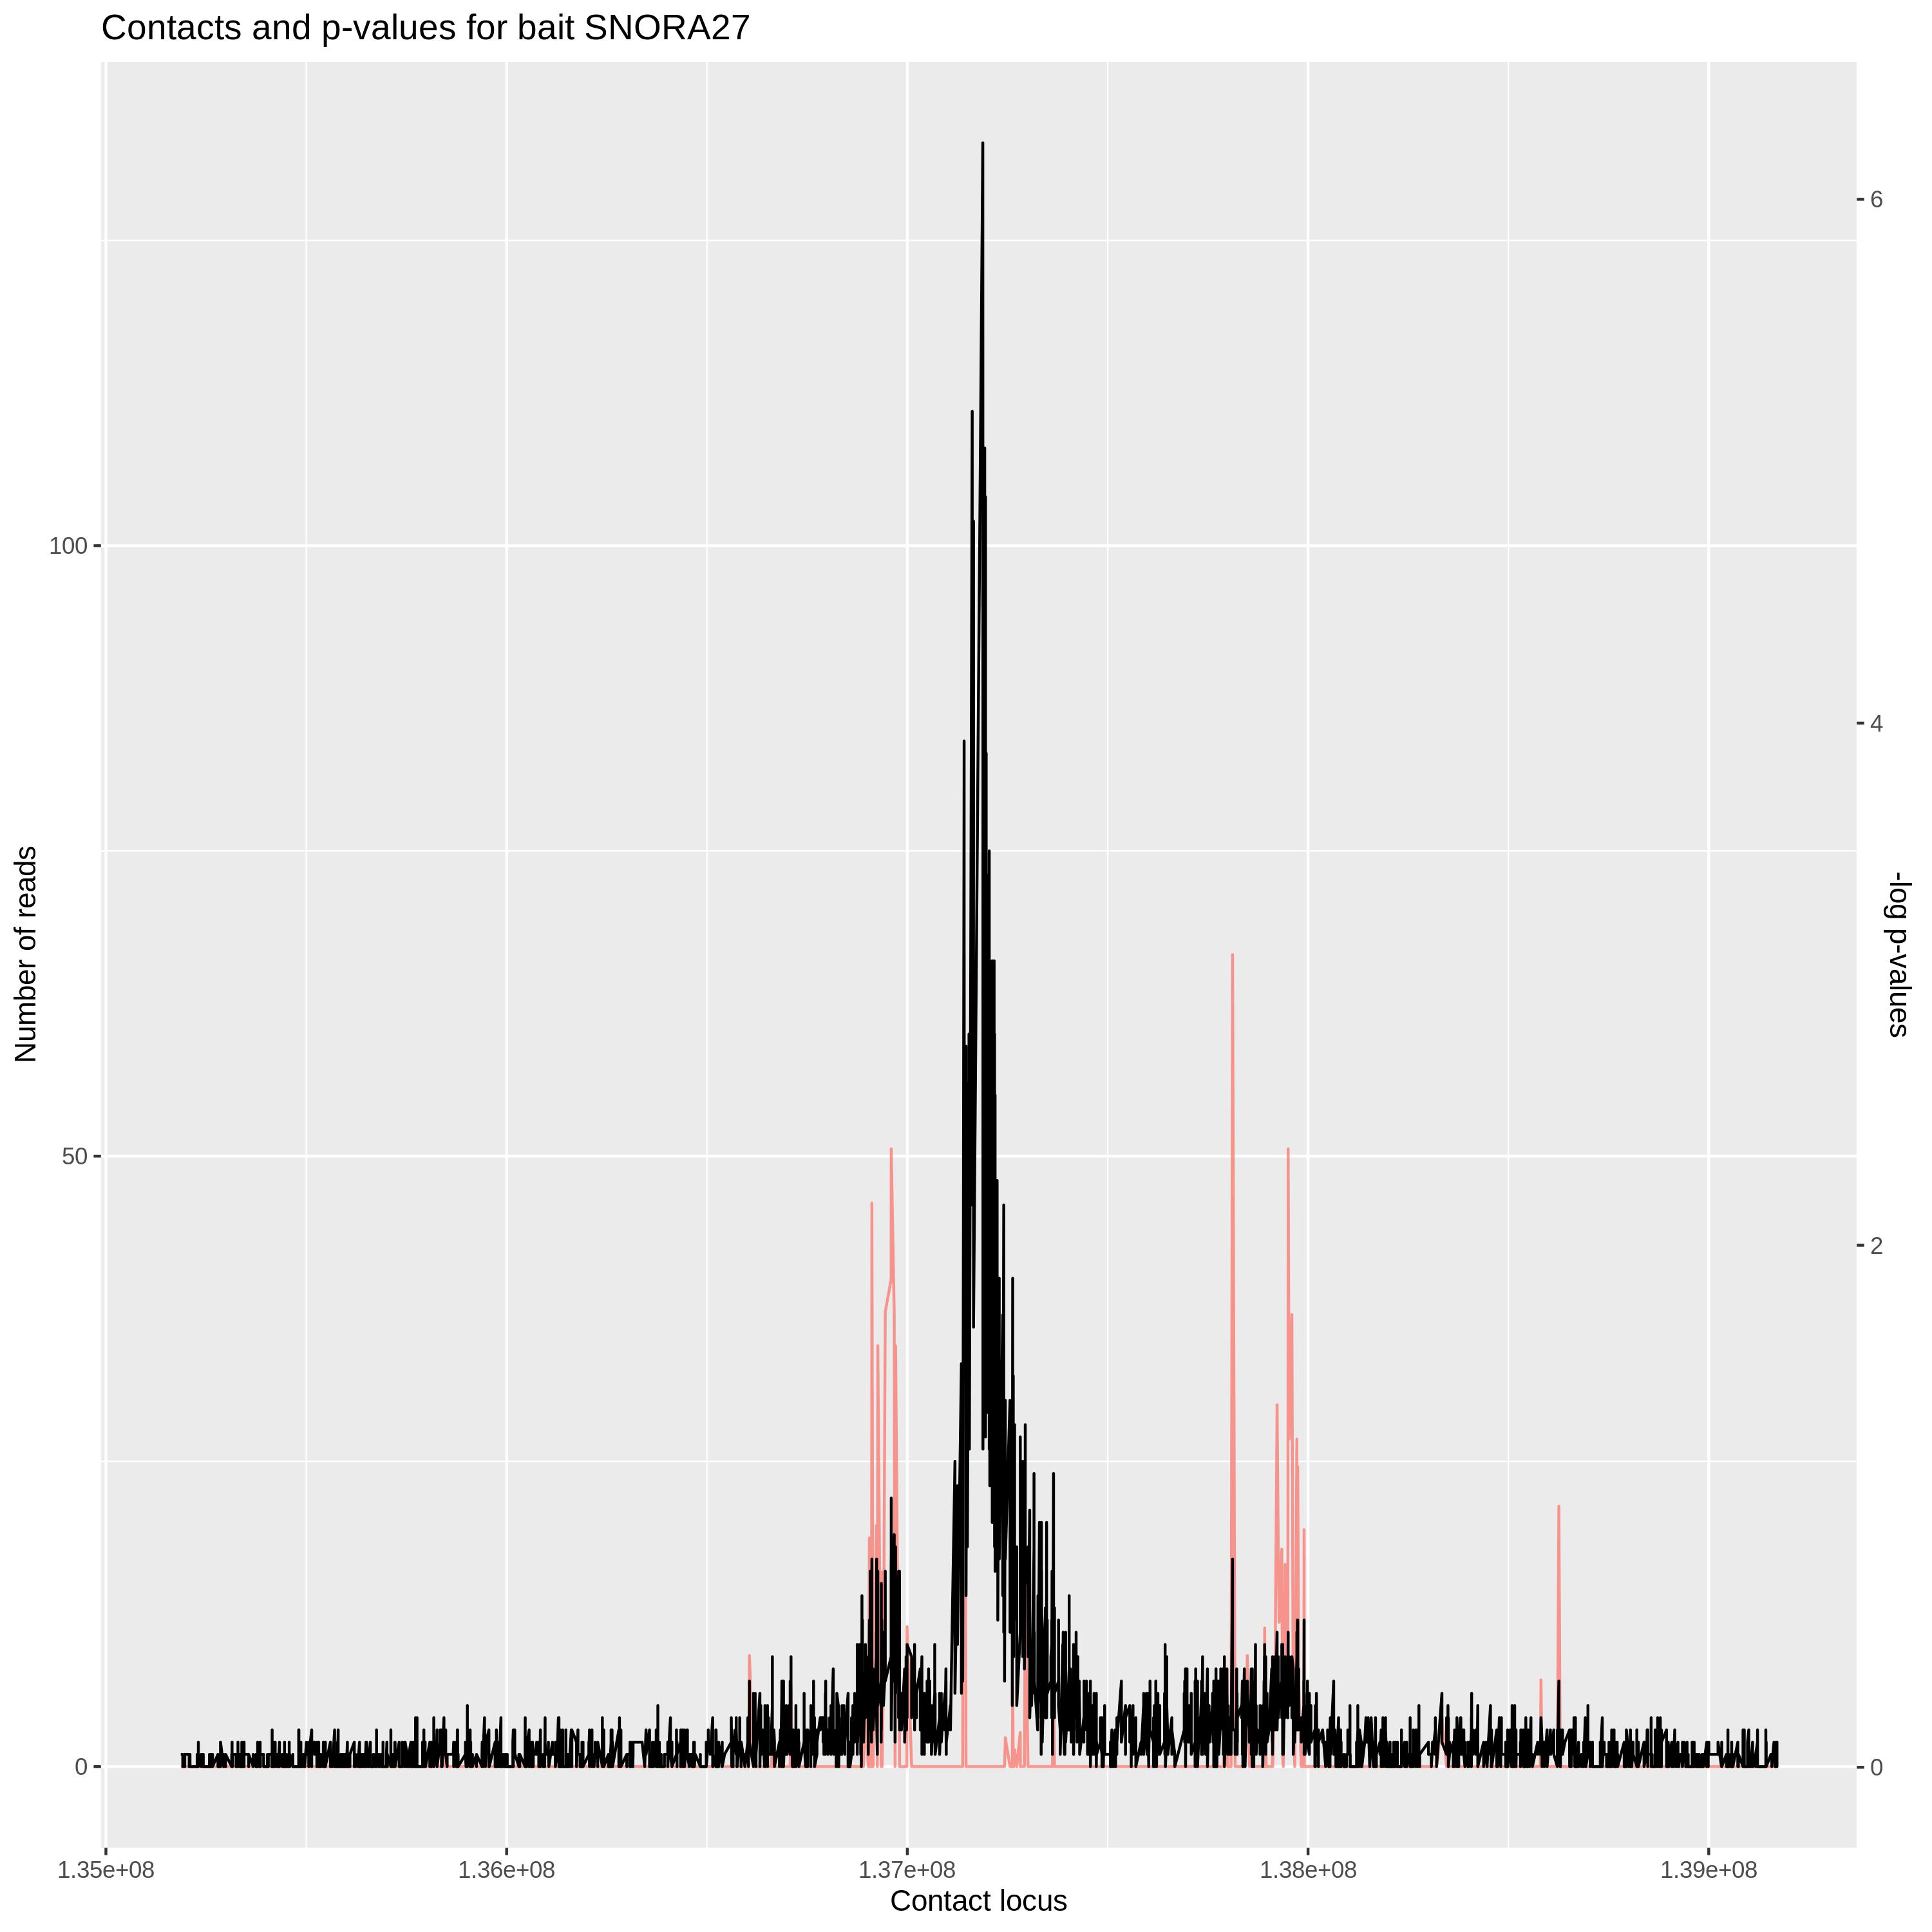 Contacts and p-values for bait SNORA27
Number of reads
100
50
0
6
4
2
0
-log p-values
1.35e+08 1.36e+08 1.37e+08 1.38e+08 1.39e+08
Contact locus